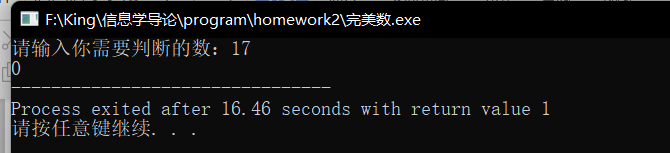 F:\King\信息学导论\program\homework2\完美数.exe
请输入你需要判断的数：17
0
--------------------------------
Process exited after 16.46 seconds with return value 1
请按任意键继续. . .